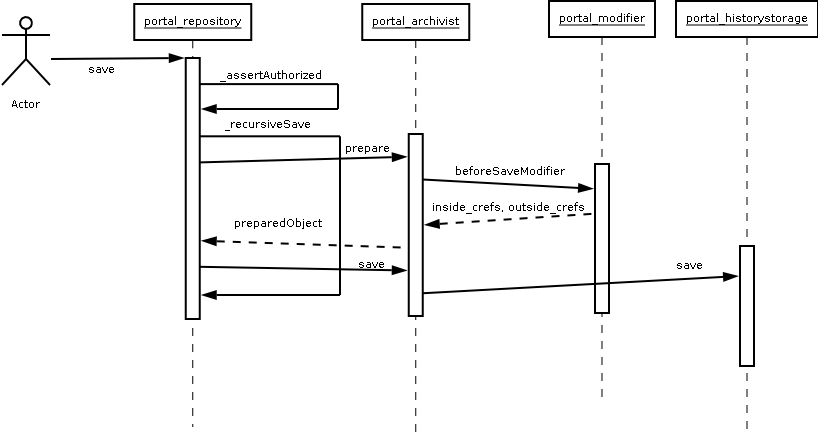 portal_repository
portal_archivist
portal_modifier
portal_historystorage
save
Actor
_assertAuthorized
_recursiveSave
prepare
beforeSaveModifier
inside_crefs, outside_crefs
preparedObject
save
save